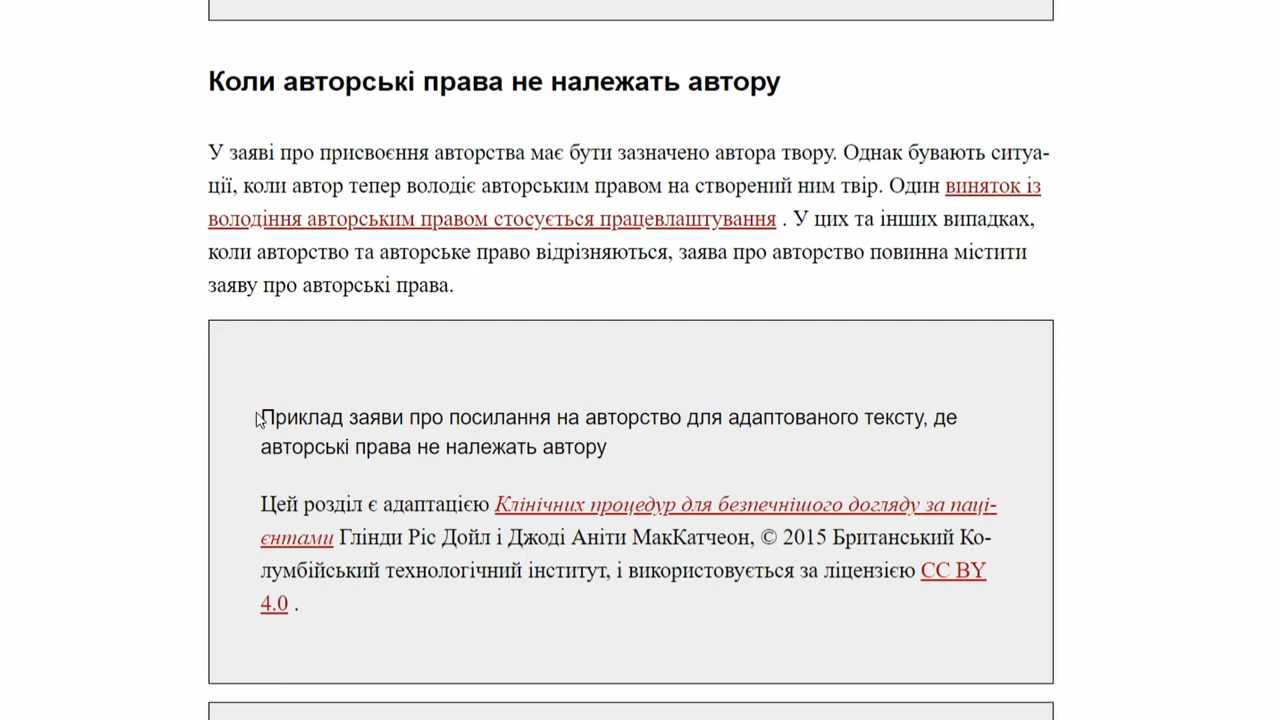 Коли авторські права не належать автору
У заяві про присвоєння авторства має бути зазначено автора твору. Однак бувають ситуа-
ції, коли автор тепер володіє авторським правом на створений ним твір. Один виняток із
володіння авторським правом стосується працевлаштування . У цих та інших випадках,
коли авторство та авторське право відрізняються, заява про авторство повинна містити
заяву про авторські права.
Приклад заяви про посилання на авторство для адаптованого тексту, де
авторські права не належать автору
Цей розділ є адаптацією Клінічних процедур для безпечнішого догляду за паці-
єнтами Глінди Ріс Дойл і Джоді Аніти МакКатчеон, © 2015 Британський Ко-
лумбійський технологічний інститут, і використовується за ліцензією CC BY
4.0 .